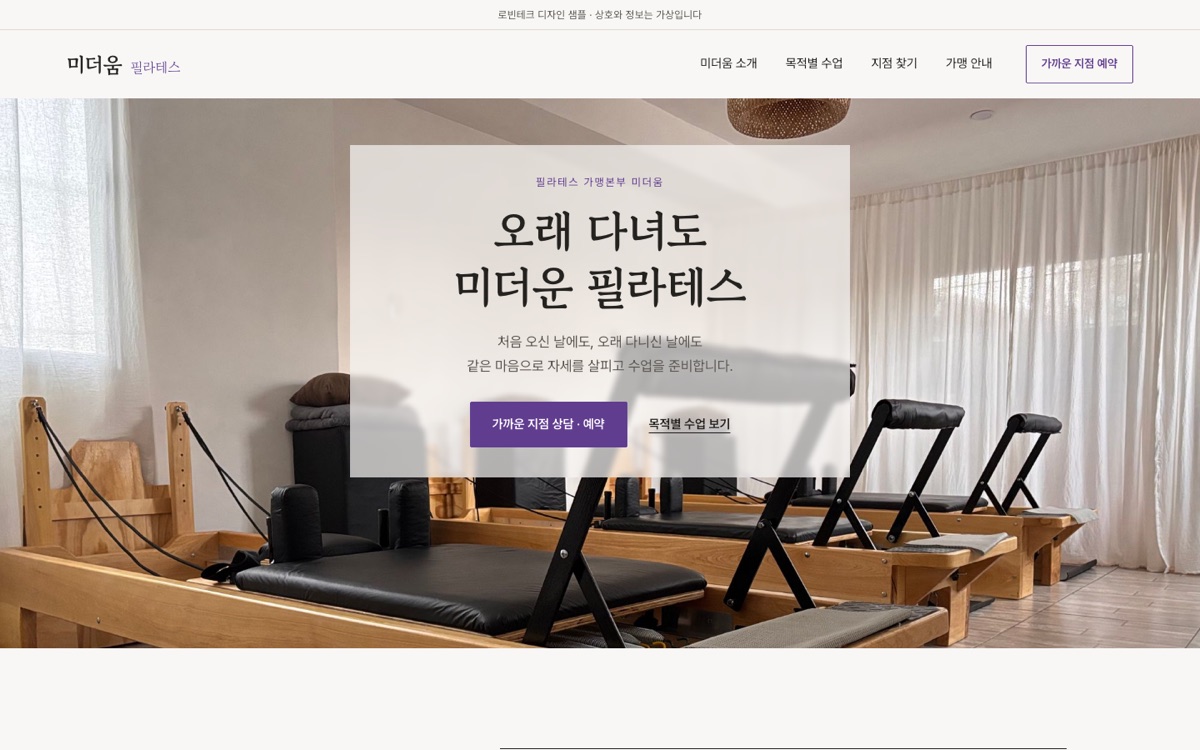 로빈테크 디자인 샘플 · 상호와 정보는 가상입니다
미더움 필라테스
미더움 소개 목적별 수업 지점 찾기 가맹 안내 가까운 지점 예약
필라테스 가맹본부 미더움
오래 다녀도
미더운 필라테스
처음 오신 날에도, 오래 다니신 날에도
같은 마음으로 자세를 살피고 수업을 준비합니다.
가까운 지점 상담 · 예약 목적별 수업 보기